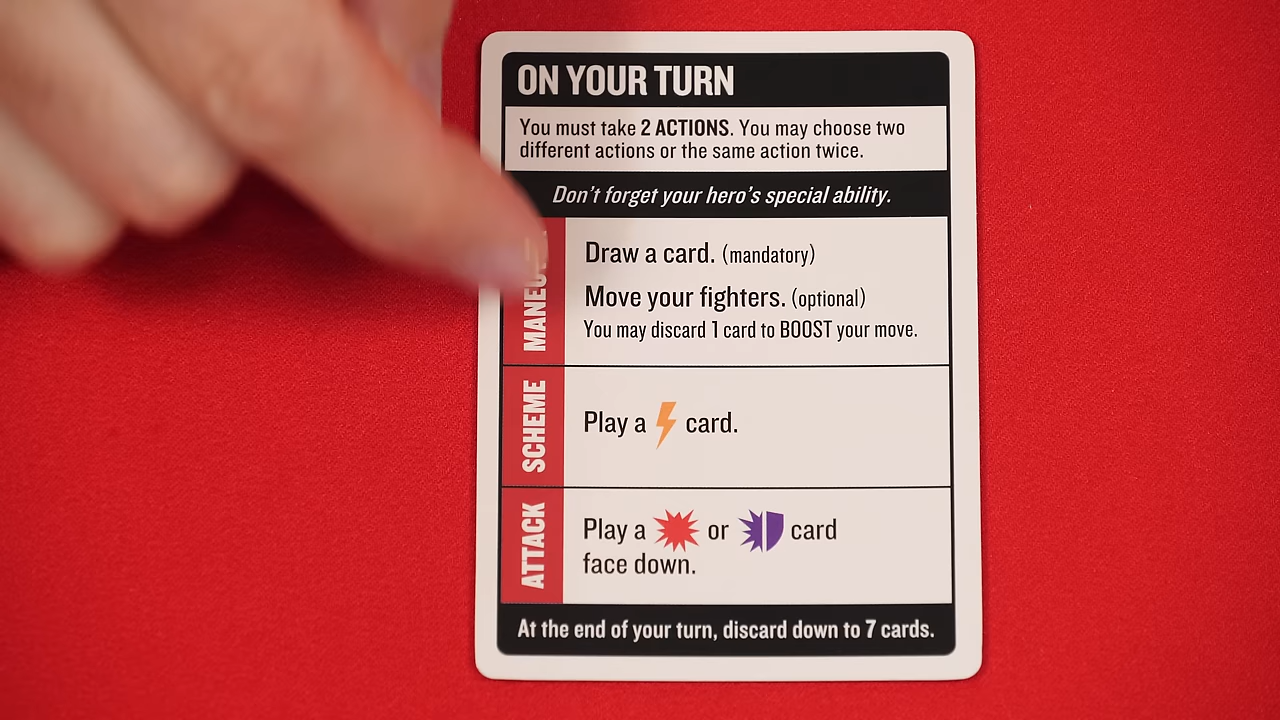 ON YOUR TURN
You must take 2 ACTIONS. You may choose two
different actions or the same action twice.
Don't forget your hero's special ability.
Draw a card. (mandatory)
Move your fighters. (optional)
You may discard 1 card to BOOST your move.
SCHEME
Play a card.
ATTACK
Play a or card
face down.
At the end of your turn, discard down to 7 cards.